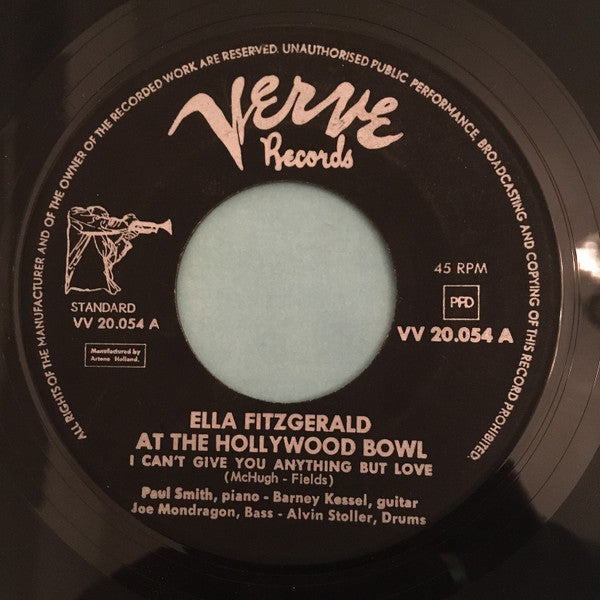 ALL RIGHTS OF THE MANUFACTURER AND OF THE OWNER OF THE RECORDED WORK ARE RESERVED. UNAUTHORISED PUBLIC PERFORMANCE, BROADCASTING AND COPYING OF THIS RECORD PROHIBITED.
Verve
Records
45 RPM
STANDARD
VV 20.054 A
VV 20.054 A
Manufactured by
Artone Holland.
ELLA FITZGERALD
AT THE HOLLYWOOD BOWL
I CAN'T GIVE YOU ANYTHING BUT LOVE
(McHugh - Fields)
Paul Smith, piano - Barney Kessel, guitar
Joe Mondragon, Bass - Alvin Stoller, Drums